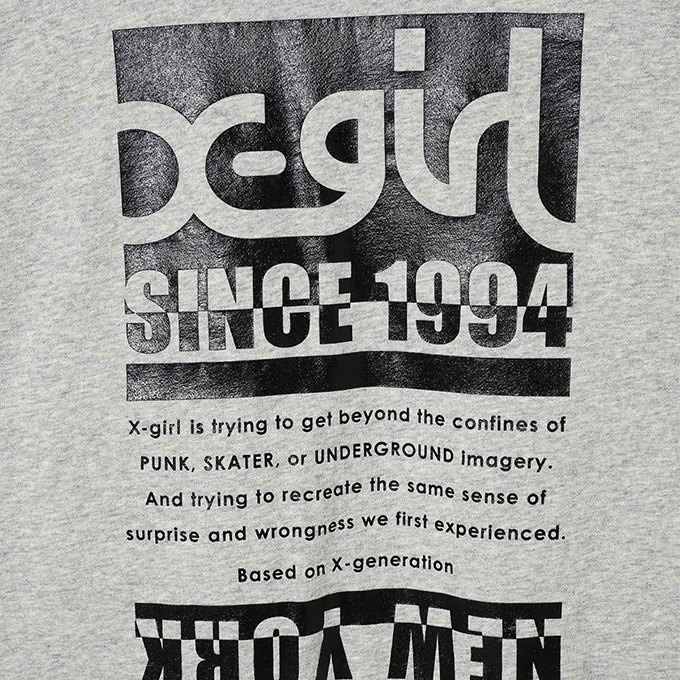 X-girl
SINCE 1994
X-girl is trying to get beyond the confines of
PUNK, SKATER, or UNDERGROUND imagery.
And trying to recreate the same sense of
surprise and wrongness we first experienced.
Based on X-generation
NEW YORK